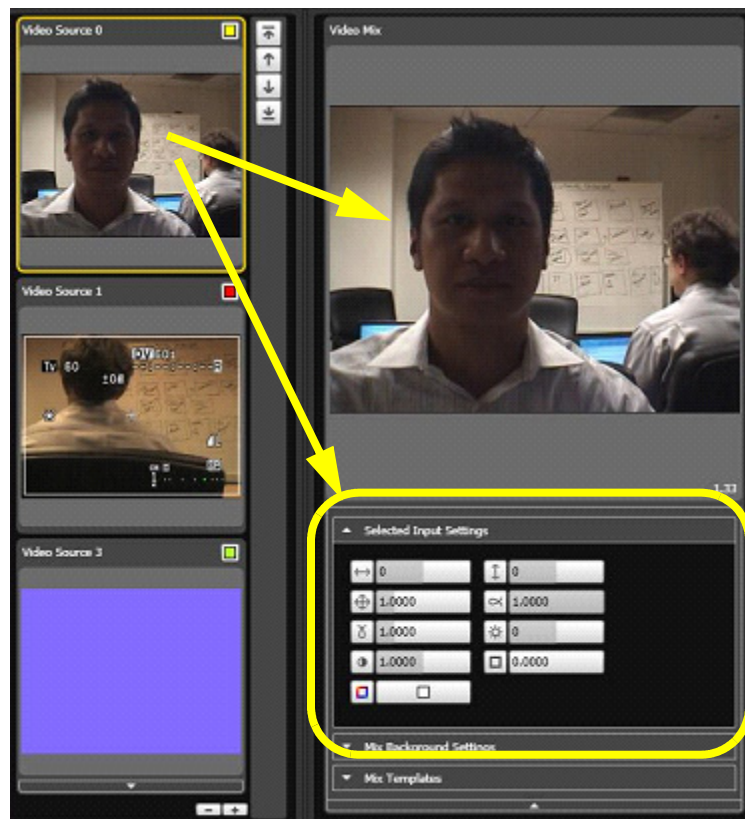 Video Source 0
Video Mix
Video Source 1
Tv 60
DV
±0
Video Source 3
1.33
Selected Input Settings
0
0
1.0000
1.0000
1.0000
0
1.0000
0.0000
Mix Background Settings
Mix Templates